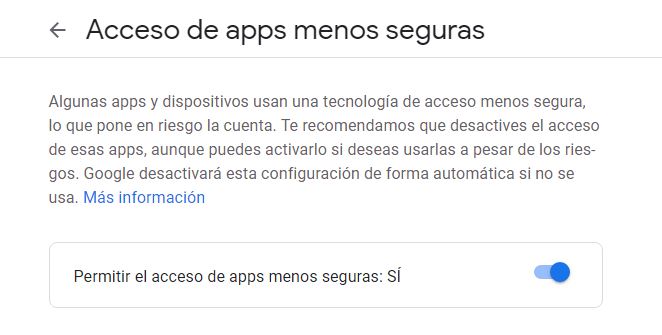 Acceso de apps menos seguras
Algunas apps y dispositivos usan una tecnología de acceso menos segura,
lo que pone en riesgo la cuenta. Te recomendamos que desactives el acceso
de esas apps, aunque puedes activarlo si deseas usarlas a pesar de los ries-
gos. Google desactivará esta configuración de forma automática si no se
usa. Más información
Permitir el acceso de apps menos seguras: SÍ